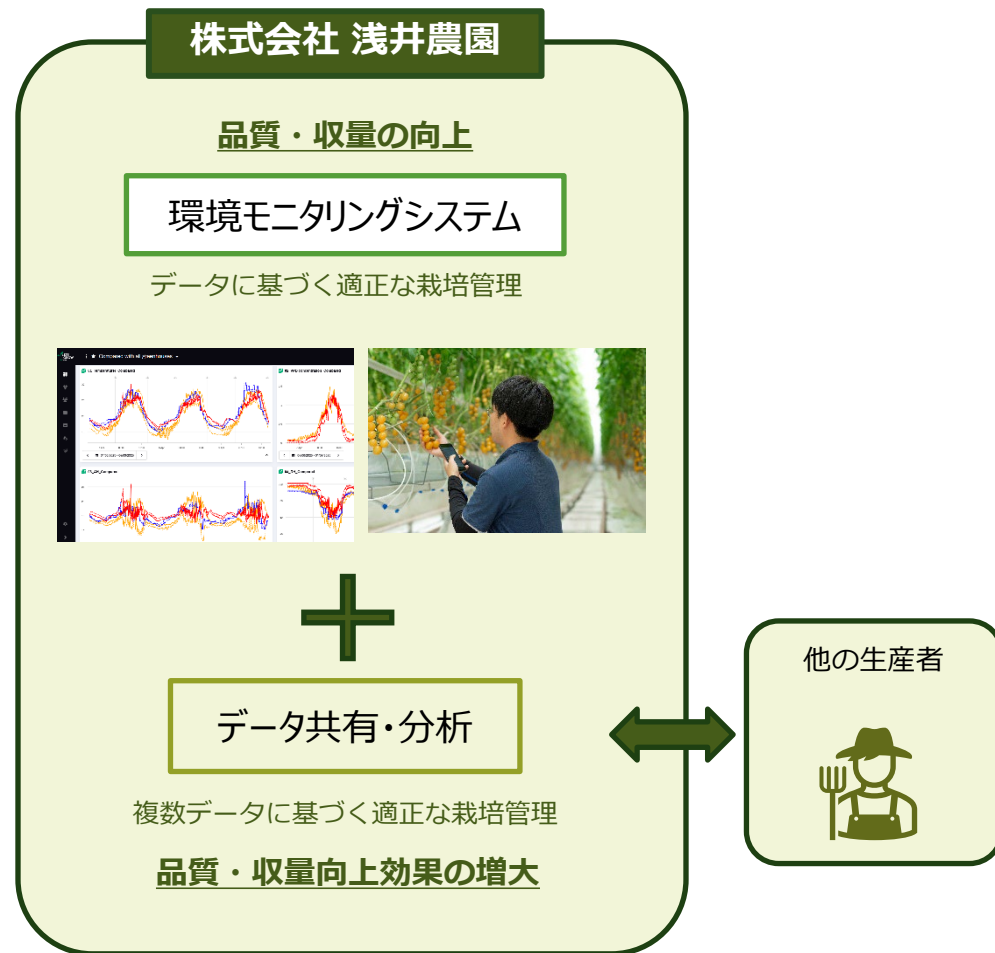 株式会社 浅井農園
品質・収量の向上
環境モニタリングシステム
データに基づく適正な栽培管理
Compared with all greenhouses
データ共有・分析
複数データに基づく適正な栽培管理
品質・収量向上効果の増大
他の生産者